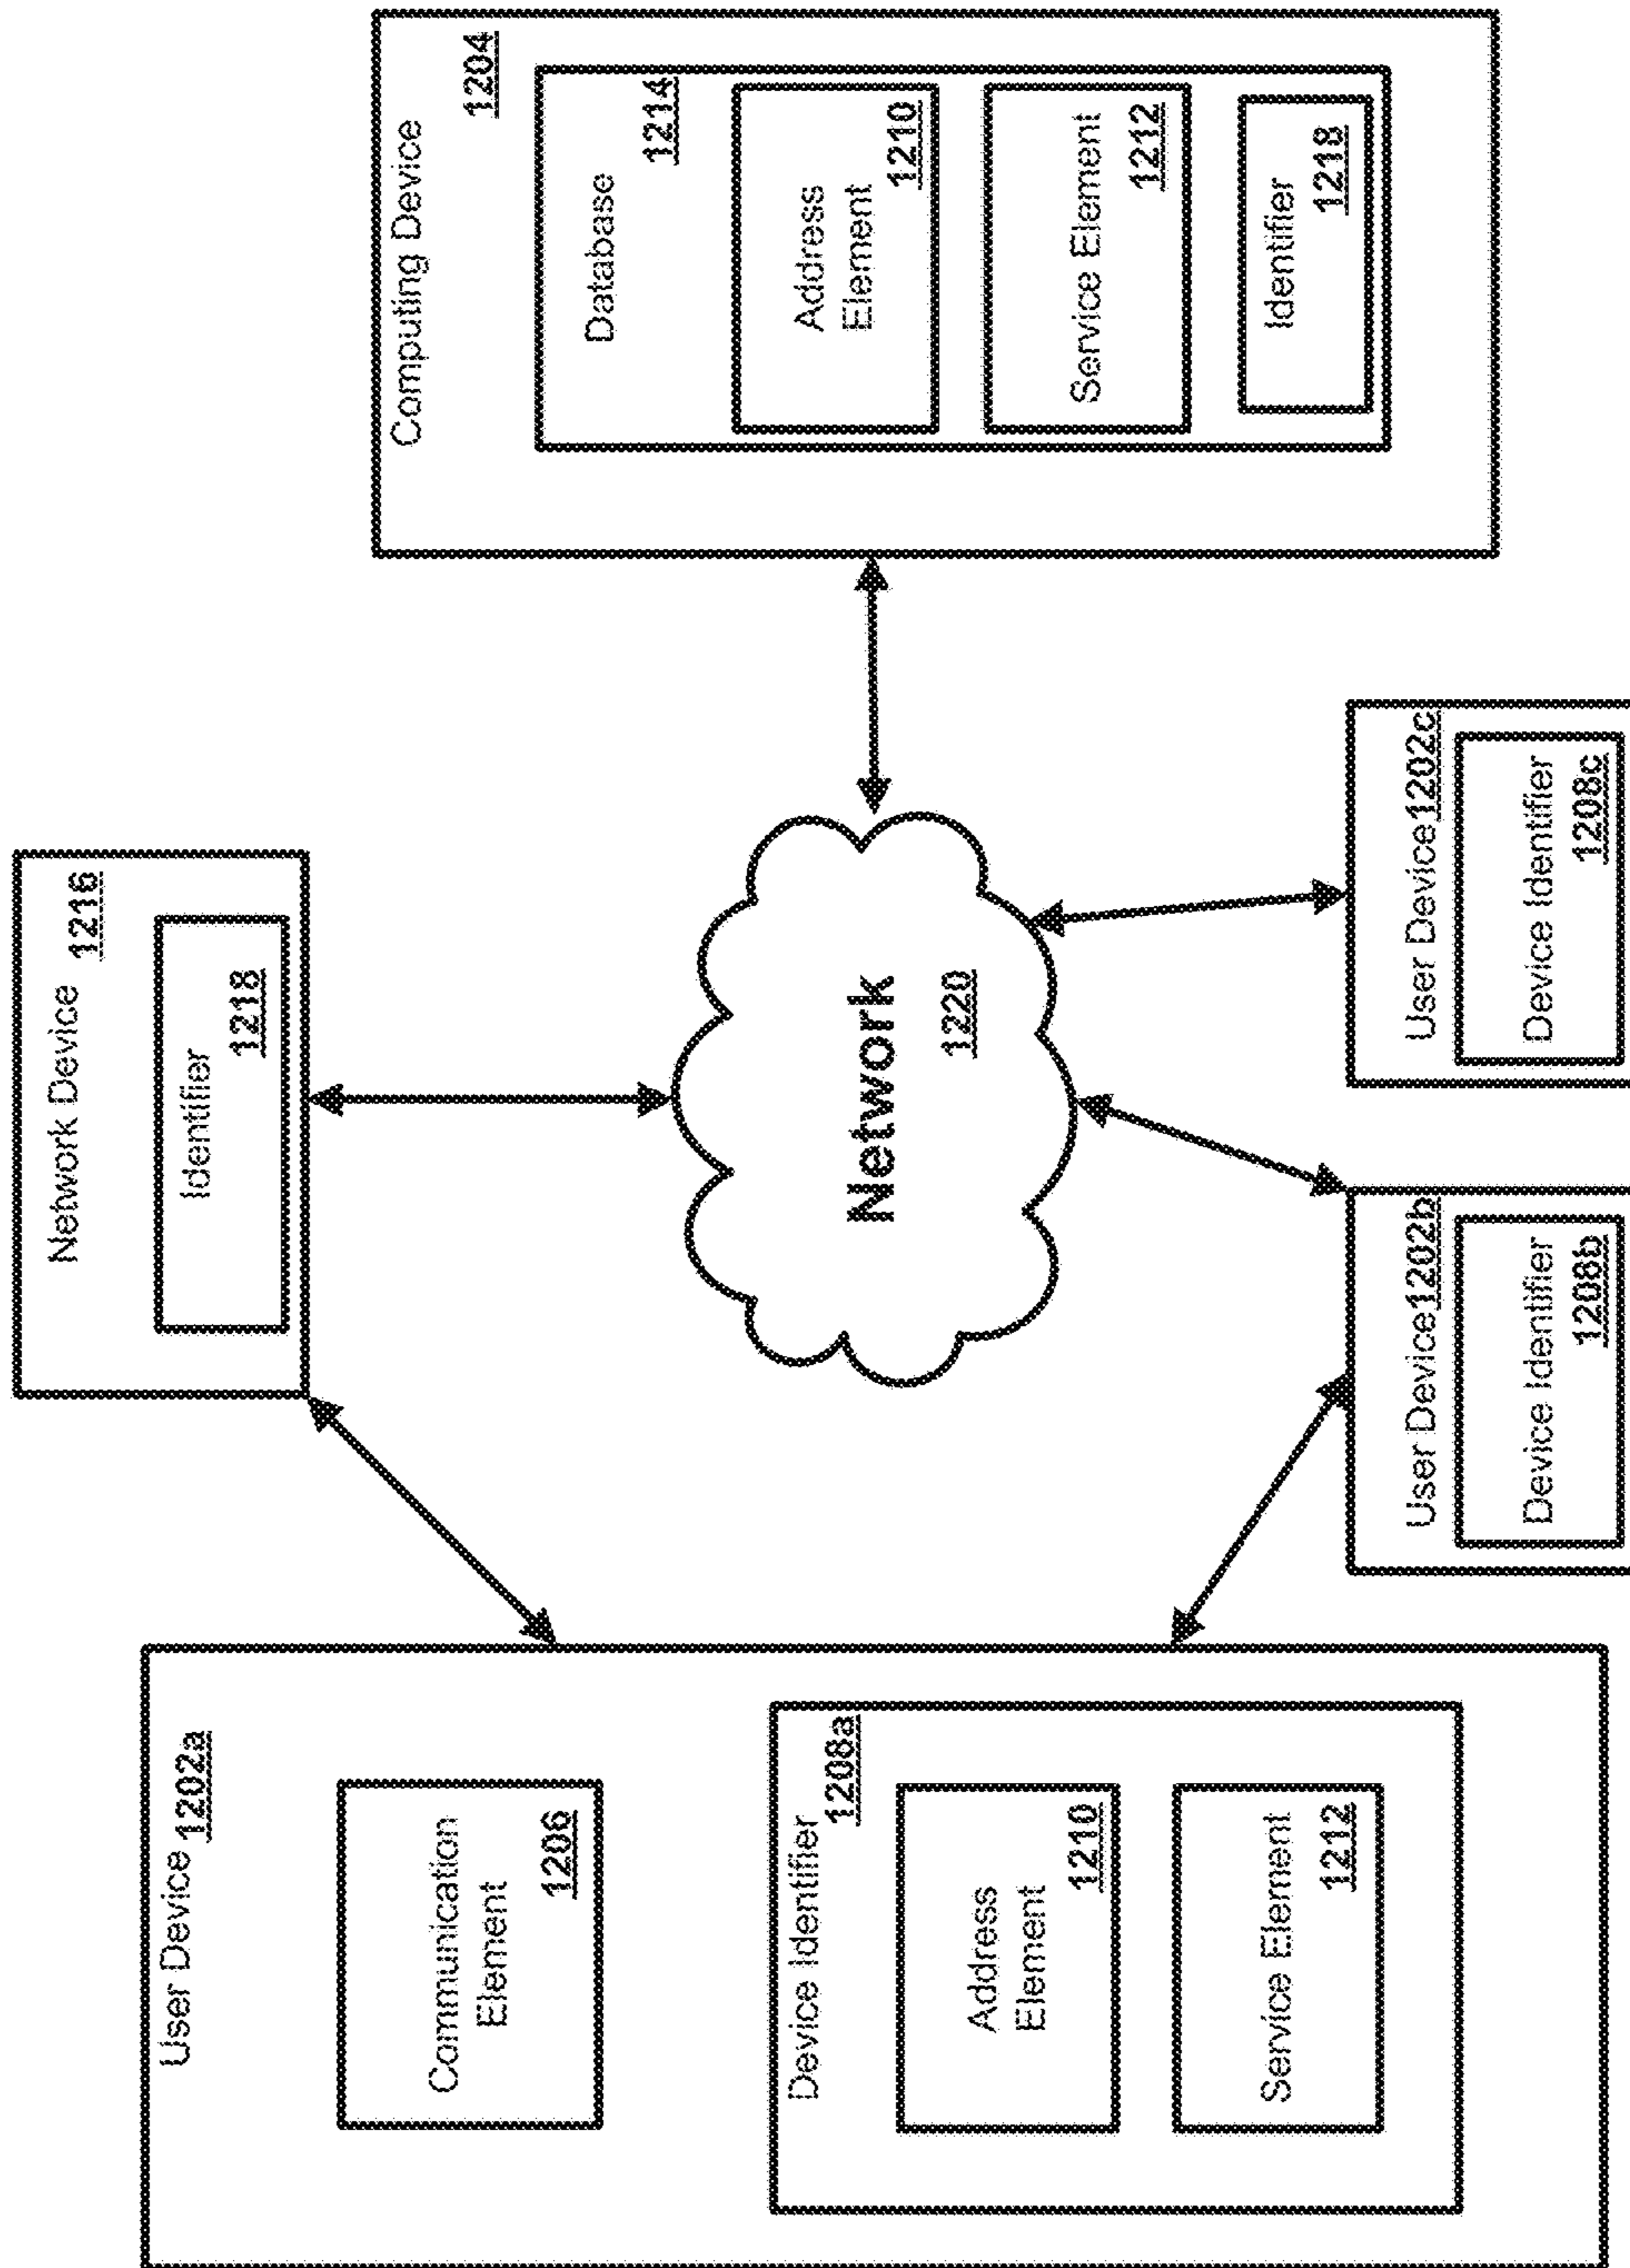 User Device 1202a
Communication
Element
1206
Device Identifier
1208a
Address
Element
1210
Service Element
1212
Network Device
1216
Identifier
1218
Network
1220
User Device1202b
Device Identifier
1208b
User Device1202c
Device Identifier
1208c
Computing Device
1204
Database
1214
Address
Element
1210
Service Element
1212
Identifier
1218